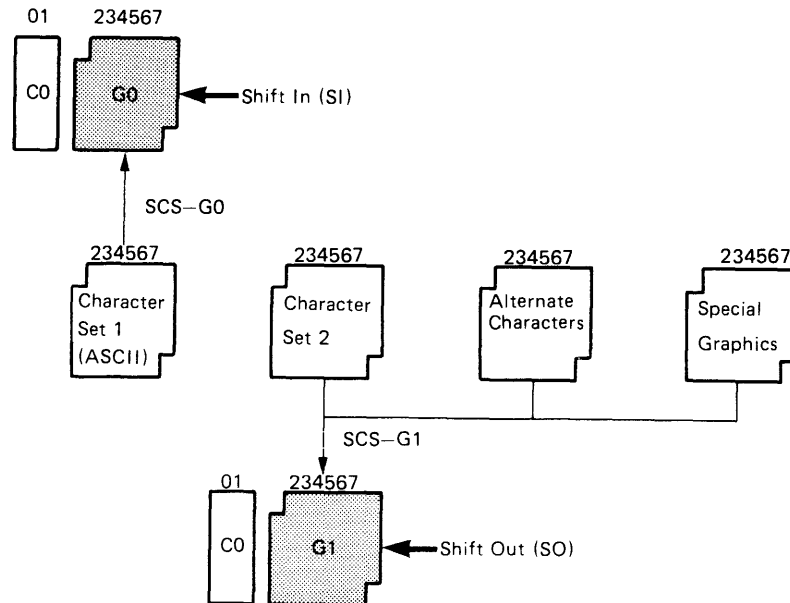 01 234567
C0 G0 Shift In (SI)
SCS—G0
234567 234567 234567 234567
Character Set 1 (ASCII)
Character Set 2
Alternate Characters
Special Graphics
SCS—G1
01 234567
C0 G1 Shift Out (SO)